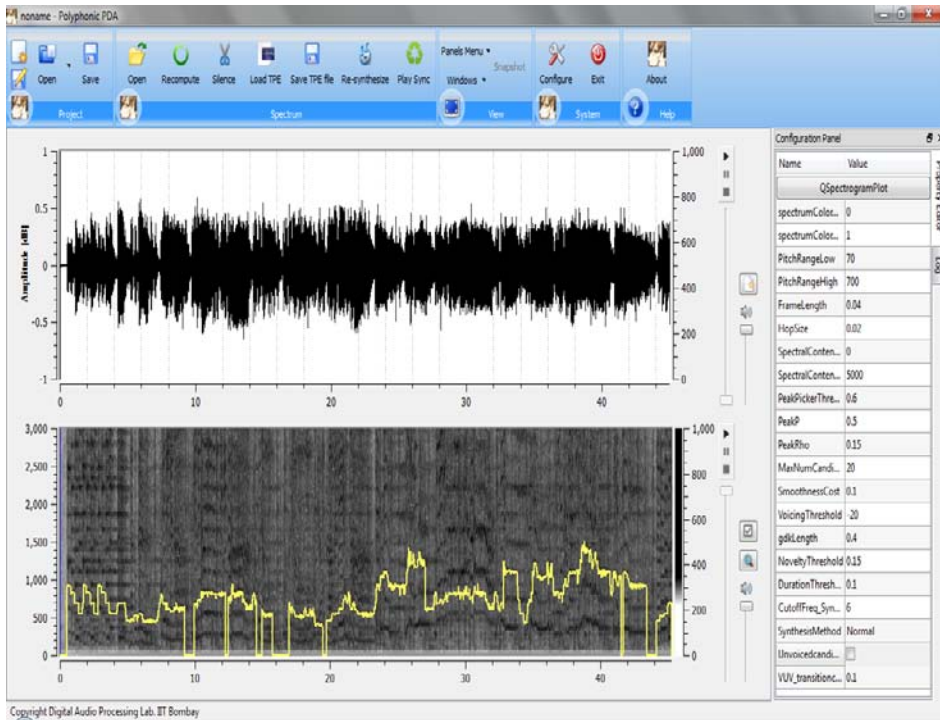 noname - Polyphonic PDA
Open Save Open Recompute Silence Load TPE Save TPE file Re-synthesize Play Sync Panels Menu Windows Snapshot Configure Exit About
Project Spectrum View System Help
Configuration Panel
Name Value
QSpectrogramPlot
spectrumColor... 0
spectrumColor... 1
PitchRangeLow 70
PitchRangeHigh 700
FrameLength 0.04
HopSize 0.02
SpectralConten... 0
SpectralConten... 5000
PeakPickerThre... 0.6
PeakP 0.5
PeakRho 0.15
MaxNumCandi... 20
SmoothnessCost 0.1
VoicingThreshold -20
gdkLength 0.4
NoveltyThreshold 0.15
DurationThresh... 0.1
CutoffFreq_Syn... 6
SynthesisMethod Normal
Unvoicedcandi...
VUV_transitionc... 0.1
Log
Amplitude [dB]
1
0.5
0
-0.5
-1
1,000
800
600
400
200
0
0 10 20 30 40
3,000
2,500
2,000
1,500
1,000
500
0
1,000
800
600
400
200
0
0 10 20 30 40
Copyright Digital Audio Processing Lab. IIT Bombay